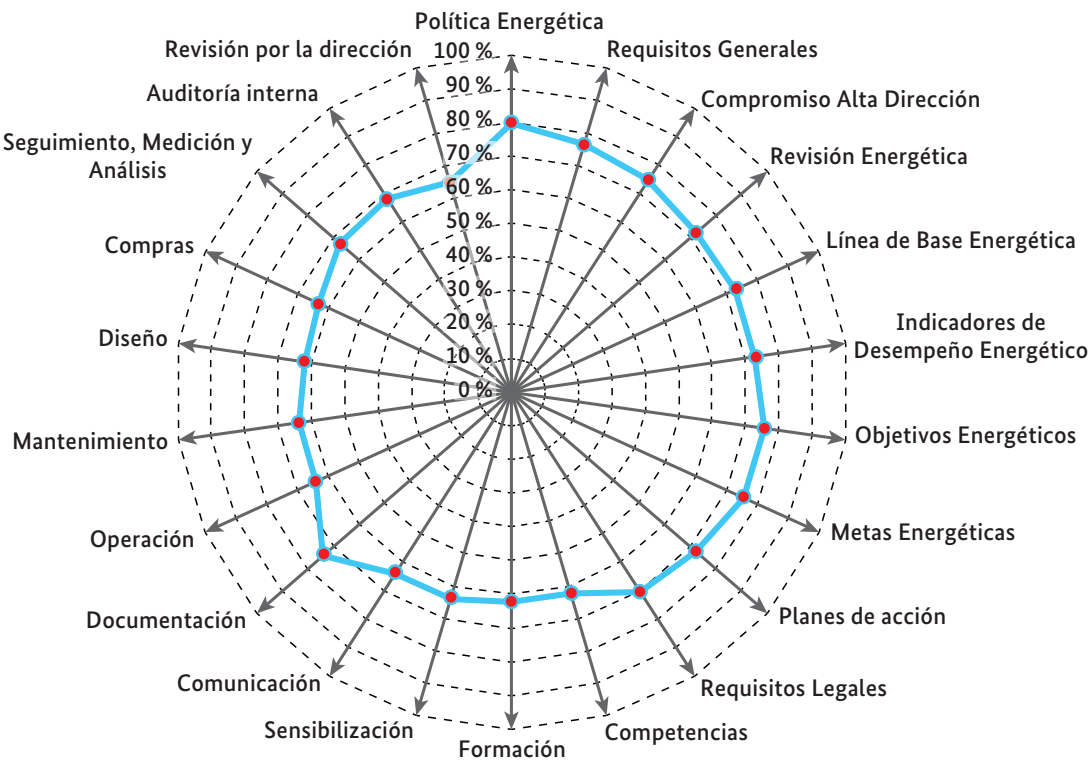 Política Energética
Requisitos Generales
Compromiso Alta Dirección
Revisión Energética
Línea de Base Energética
Indicadores de
Desempeño Energético
Objetivos Energéticos
Metas Energéticas
Planes de acción
Requisitos Legales
Competencias
Formación
Sensibilización
Comunicación
Documentación
Operación
Mantenimiento
Diseño
Compras
Seguimiento, Medición y
Análisis
Auditoría interna
Revisión por la dirección
100 %
90 %
80 %
70 %
60 %
50 %
40 %
30 %
20 %
10 %
0 %